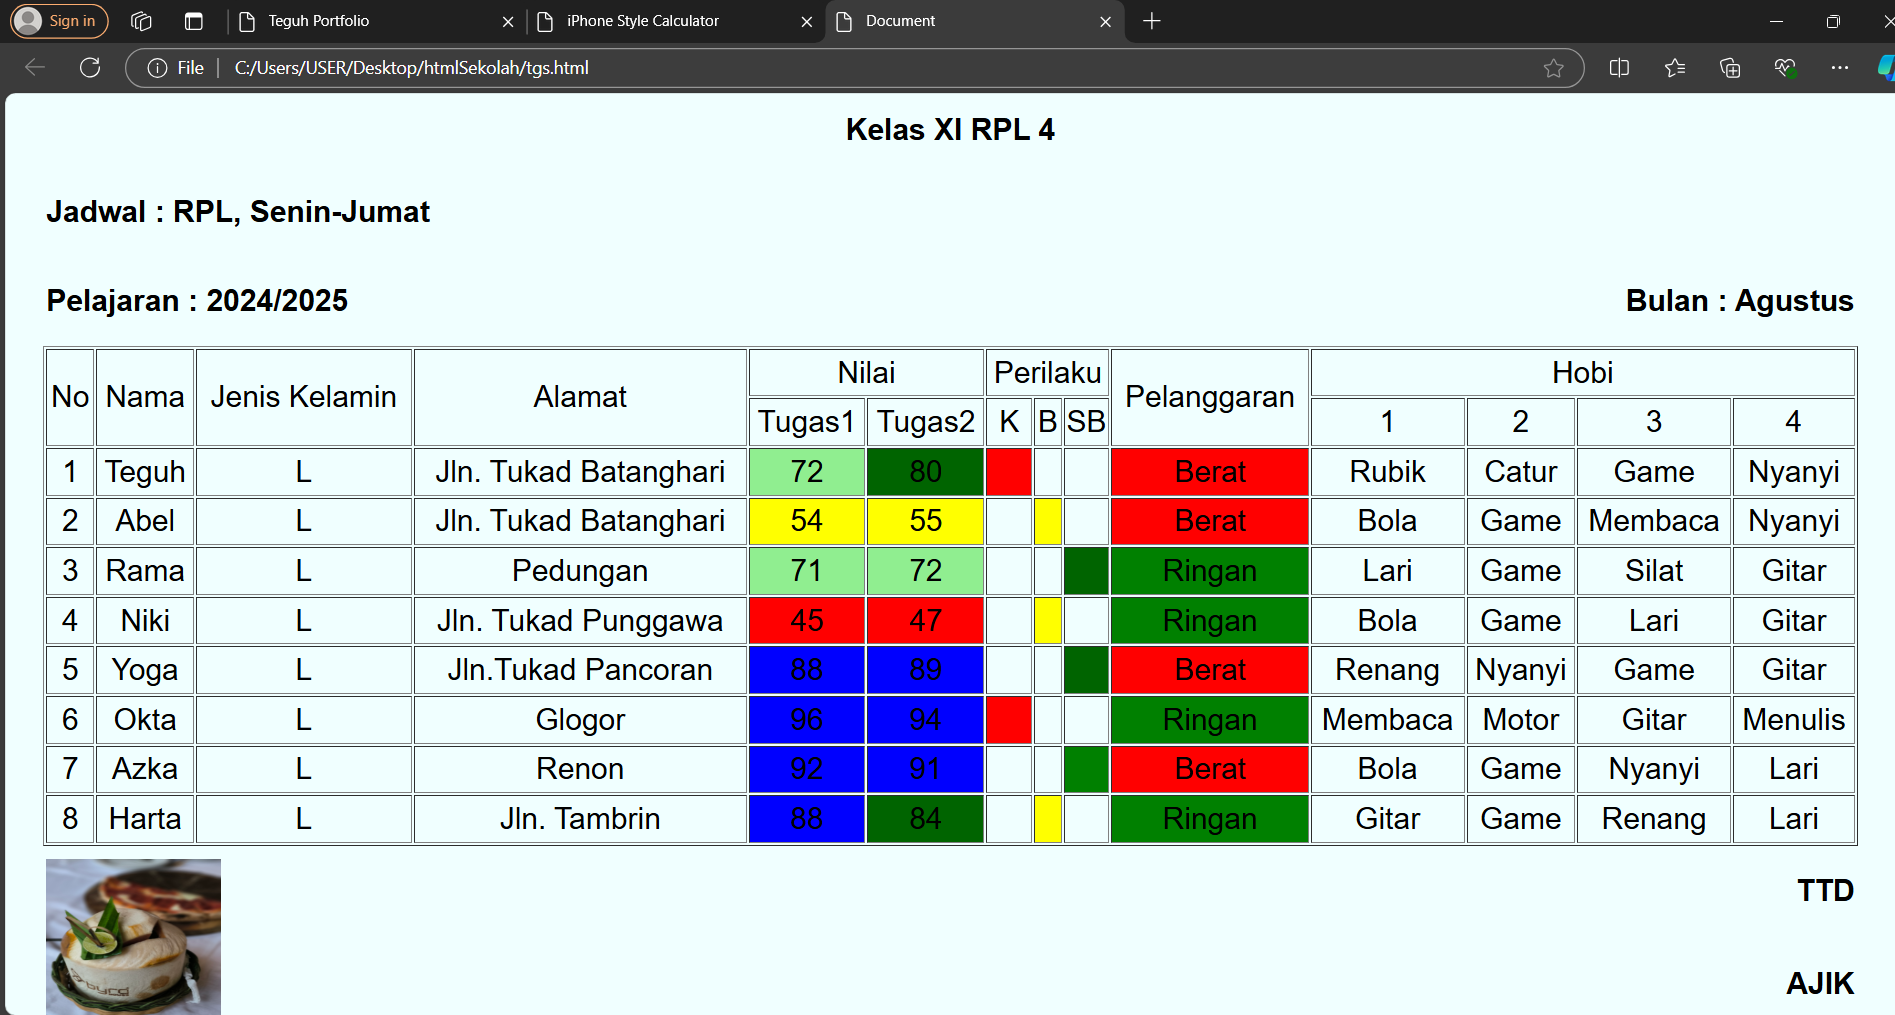 Sign in
Teguh Portfolio
iPhone Style Calculator
Document
File
C:/Users/USER/Desktop/htmlSekolah/tgs.html
Kelas XI RPL 4
Jadwal : RPL, Senin-Jumat
Pelajaran : 2024/2025 Bulan : Agustus
No Nama Jenis Kelamin Alamat Nilai Perilaku Pelanggaran Hobi
Tugas1 Tugas2 K B SB 1 2 3 4
1 Teguh L Jln. Tukad Batanghari 72 80 Berat Rubik Catur Game Nyanyi
2 Abel L Jln. Tukad Batanghari 54 55 Berat Bola Game Membaca Nyanyi
3 Rama L Pedungan 71 72 Ringan Lari Game Silat Gitar
4 Niki L Jln. Tukad Punggawa 45 47 Ringan Bola Game Lari Gitar
5 Yoga L Jln.Tukad Pancoran 88 89 Berat Renang Nyanyi Game Gitar
6 Okta L Glogor 96 94 Ringan Membaca Motor Gitar Menulis
7 Azka L Renon 92 91 Berat Bola Game Nyanyi Lari
8 Harta L Jln. Tambrin 88 84 Ringan Gitar Game Renang Lari
TTD
AJIK